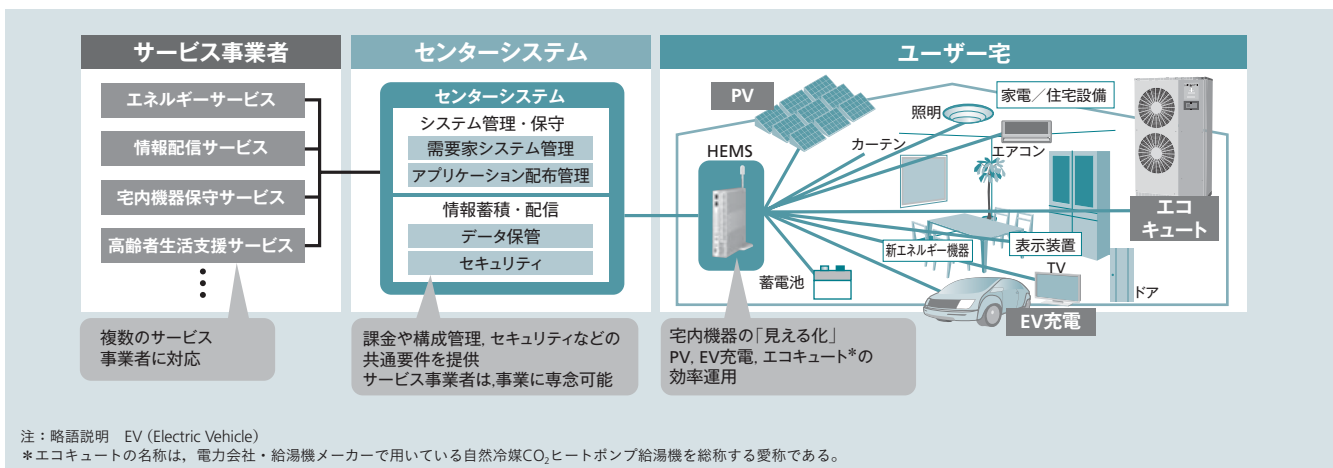 サービス事業者
エネルギーサービス
情報配信サービス
宅内機器保守サービス
高齢者生活支援サービス
複数のサービス
事業者に対応
センターシステム
センターシステム
システム管理・保守
需要家システム管理
アプリケーション配布管理
情報蓄積・配信
データ保管
セキュリティ
課金や構成管理, セキュリティなどの
共通要件を提供
サービス事業者は,事業に専念可能
ユーザー宅
PV
家電／住宅設備
照明
HEMS
カーテン
エアコン
エコ
キュート
新エネルギー機器
表示装置
TV
蓄電池
ドア
EV充電
宅内機器の「見える化」
PV, EV充電, エコキュート*の
効率運用
注：略語説明　EV（Electric Vehicle）
＊エコキュートの名称は，電力会社・給湯機メーカーで用いている自然冷媒CO₂ヒートポンプ給湯機を総称する愛称である。